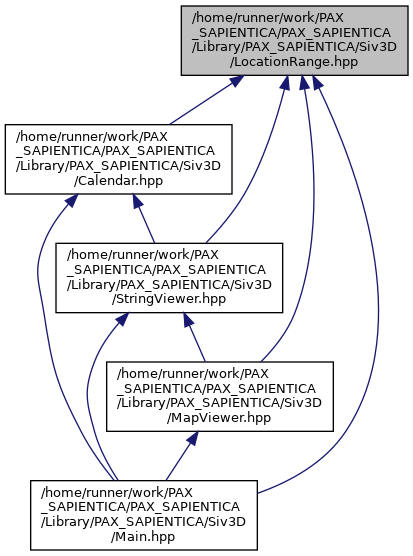 /home/runner/work/PAX
_SAPIENTICA/PAX_SAPIENTICA
/Library/PAX_SAPIENTICA/Siv3D
/LocationRange.hpp
/home/runner/work/PAX
_SAPIENTICA/PAX_SAPIENTICA
/Library/PAX_SAPIENTICA/Siv3D
/Calendar.hpp
/home/runner/work/PAX
_SAPIENTICA/PAX_SAPIENTICA
/Library/PAX_SAPIENTICA/Siv3D
/StringViewer.hpp
/home/runner/work/PAX
_SAPIENTICA/PAX_SAPIENTICA
/Library/PAX_SAPIENTICA/Siv3D
/MapViewer.hpp
/home/runner/work/PAX
_SAPIENTICA/PAX_SAPIENTICA
/Library/PAX_SAPIENTICA/Siv3D
/Main.hpp